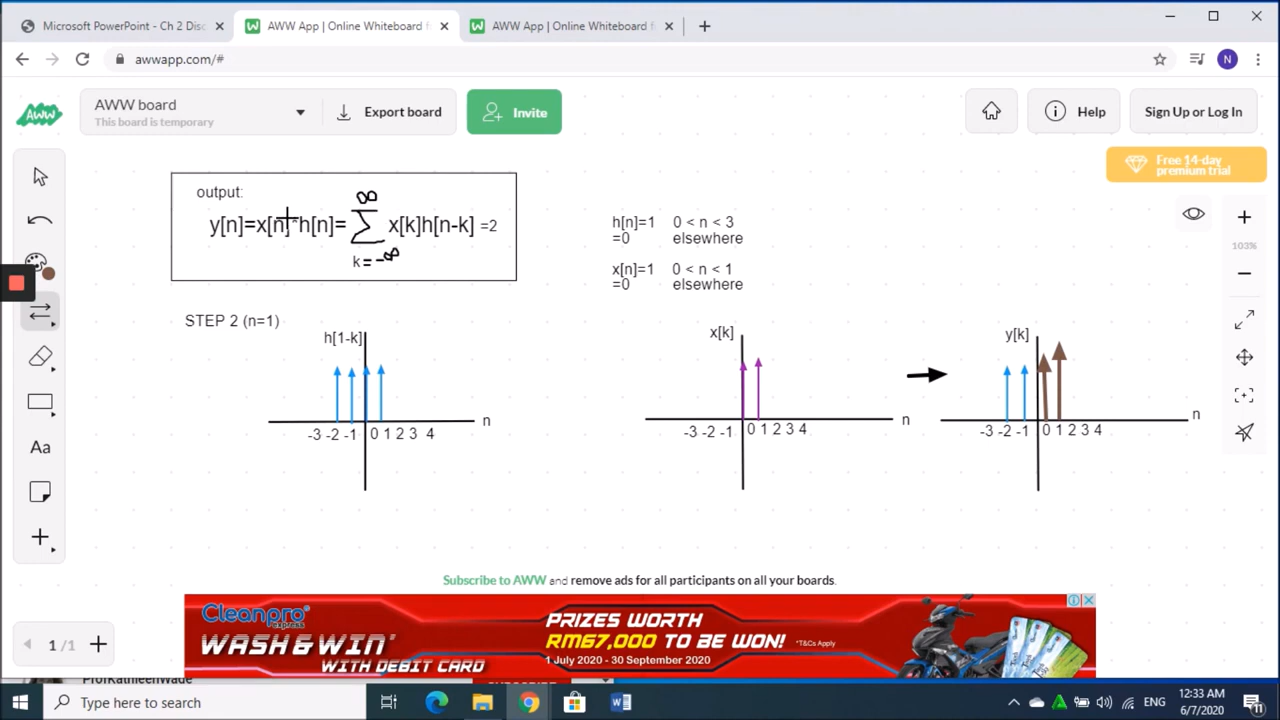 Microsoft PowerPoint - Ch 2 Disc
AWW App | Online Whiteboard f
AWW App | Online Whiteboard f
awwapp.com/#
N
AWW
AWW board
This board is temporary
Export board
Invite
Help
Sign Up or Log In
Free 14-day
premium trial
output:
∞
y[n]=x[n]*h[n]= ∑ x[k]h[n-k] =2
k = -∞
h[n]=1 0 < n < 3
=0 elsewhere
x[n]=1 0 < n < 1
=0 elsewhere
103%
STEP 2 (n=1)
h[1-k]
x[k]
y[k]
n
-3 -2 -1 0 1 2 3 4
n
-3 -2 -1 0 1 2 3 4
n
-3 -2 -1 0 1 2 3 4
Aa
Subscribe to AWW and remove ads for all participants on all your boards.
Cleanpro
express
WASH & WIN
WITH DEBIT CARD
PRIZES WORTH
RM67,000 TO BE WON!
*T&Cs Apply
1 July 2020 - 30 September 2020
1 /1
ProfKathleenWade
Type here to search
ENG
12:33 AM
6/7/2020